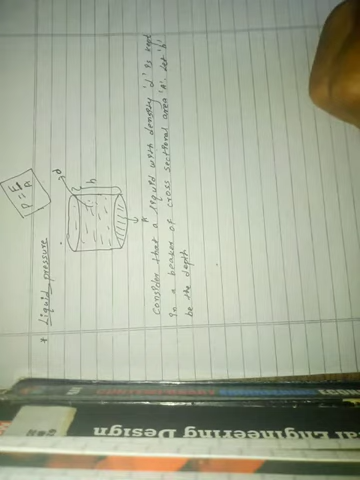 P = F/A
* Liquid pressure
d
h
A
Consider that a liquid with density 'd' is kept
in a beaker of cross sectional area 'A'. Let 'h'
be the depth
al Engineering Design